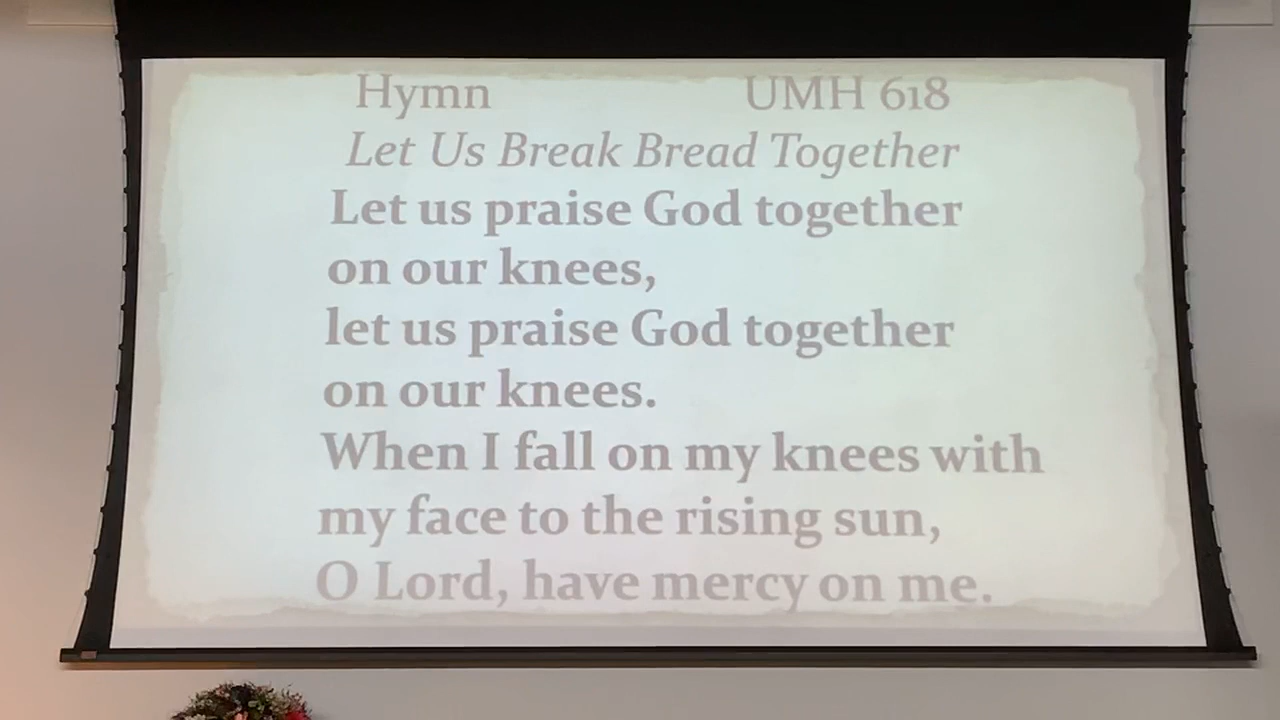 Hymn UMH 618
Let Us Break Bread Together
Let us praise God together
on our knees,
let us praise God together
on our knees.
When I fall on my knees with
my face to the rising sun,
O Lord, have mercy on me.